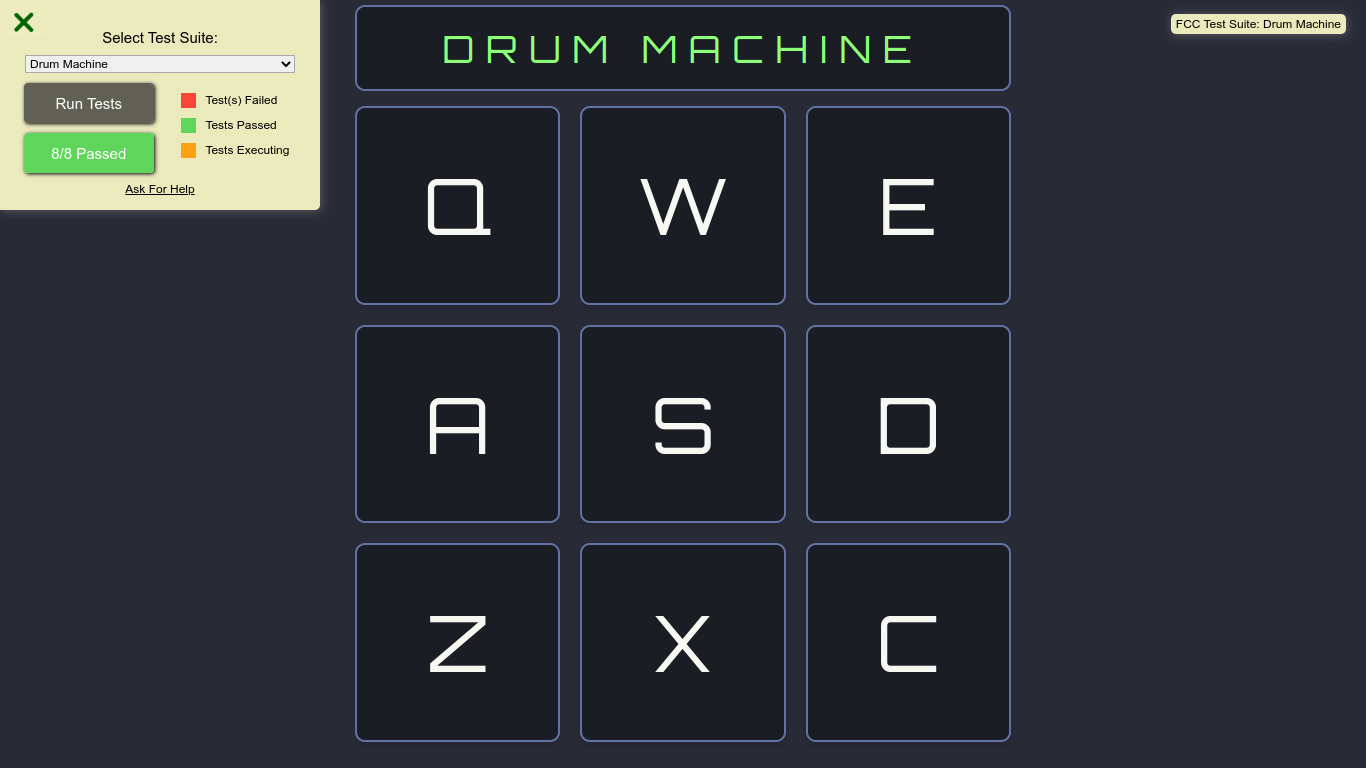 Select Test Suite:
Drum Machine
Run Tests
8/8 Passed
Test(s) Failed
Tests Passed
Tests Executing
Ask For Help
DRUM MACHINE
FCC Test Suite: Drum Machine
Q W E
A S D
Z X C